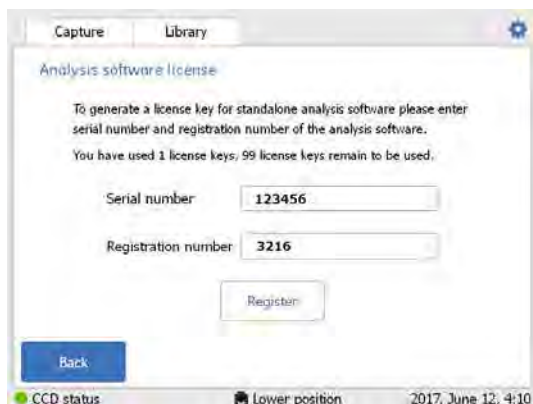 Capture Library
Analysis software license
To generate a license key for standalone analysis software please enter
serial number and registration number of the analysis software.
You have used 1 license keys, 99 license keys remain to be used.
Serial number 123456
Registration number 3216
Register
Back
CCD status Lower position 2017, June 12, 4:10